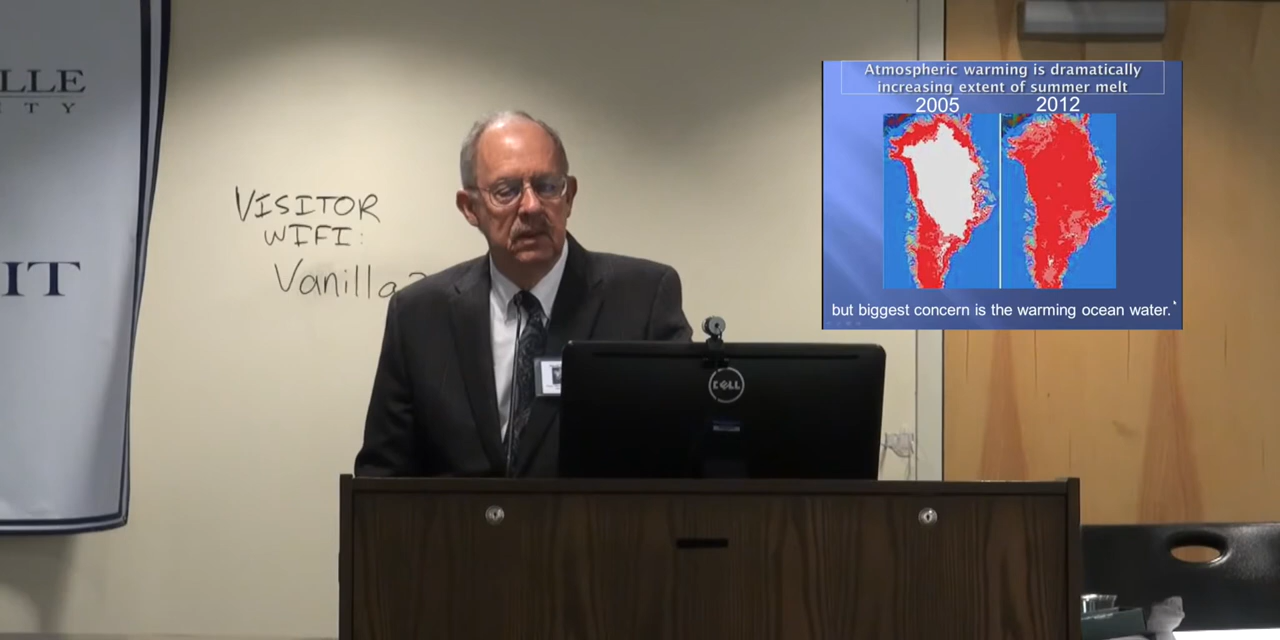 LLE
ITY
IT
VISITOR
WIFI:
Vanilla
Atmospheric warming is dramatically
increasing extent of summer melt
2005 2012
but biggest concern is the warming ocean water.
DELL